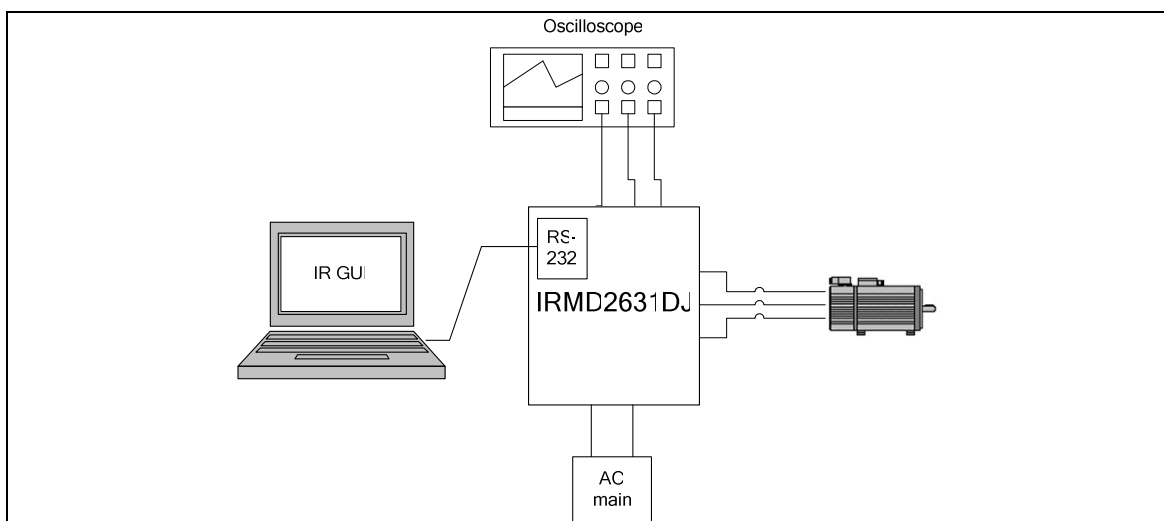 Oscilloscope
RS-
232
IR GUI
IRMD2631DJ
AC
main